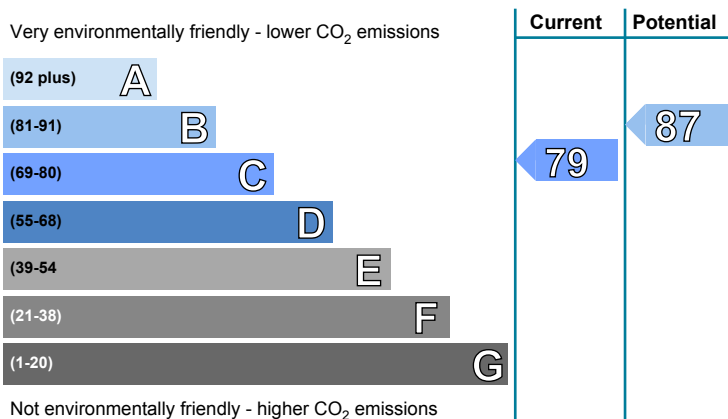 Very environmentally friendly - lower CO2 emissions
Current
Potential
(92 plus) A
(81-91) B
87
(69-80) C
79
(55-68) D
(39-54 E
(21-38) F
(1-20) G
Not environmentally friendly - higher CO2 emissions